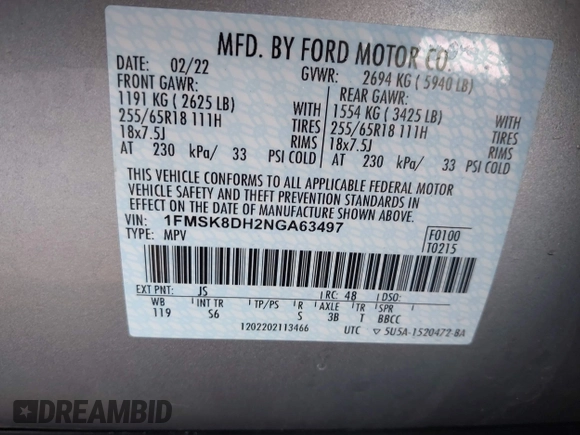 MFD. BY FORD MOTOR CO.
DATE: 02/22 GVWR: 2694 KG ( 5940 LB)
FRONT GAWR: REAR GAWR:
1191 KG ( 2625 LB) WITH 1554 KG ( 3425 LB) WITH
255/65R18 111H TIRES 255/65R18 111H TIRES
18x7.5J RIMS 18x7.5J RIMS
AT 230 kPa/ 33 PSI COLD AT 230 kPa/ 33 PSI COLD
THIS VEHICLE CONFORMS TO ALL APPLICABLE FEDERAL MOTOR
VEHICLE SAFETY AND THEFT PREVENTION STANDARDS IN EFFECT
ON THE DATE OF MANUFACTURE SHOWN ABOVE.
VIN: 1FMSK8DH2NGA63497 F0100
TYPE: MPV T0215
EXT PNT: JS RC: 48 DSO:
WB INT TR TP/PS R AXLE TR SPR
119 S6 S 3B T BBCC
1202202113466 UTC ▽ 5U5A-1520472-BA
DREAMBID